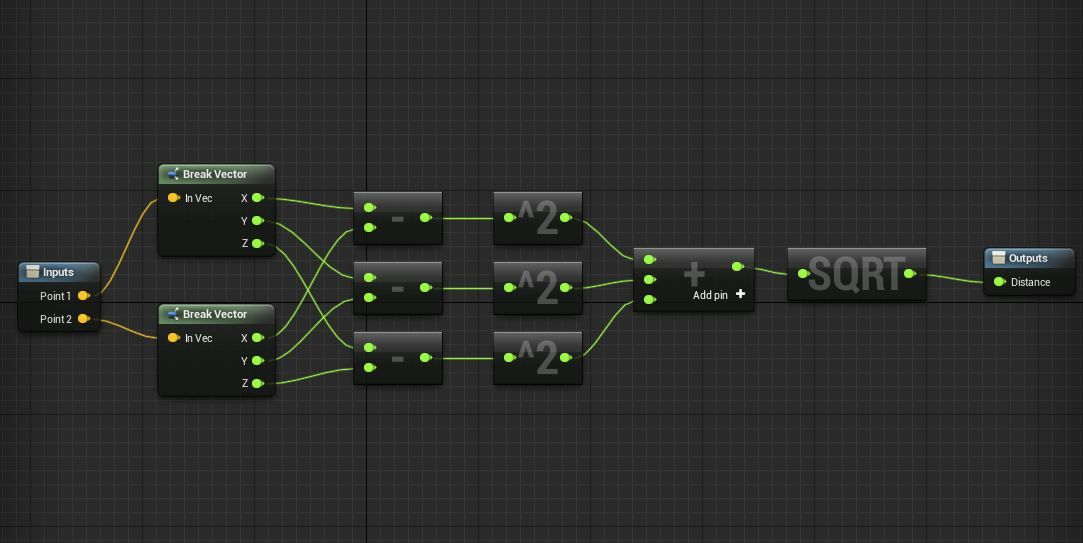 Inputs
Point 1
Point 2
Break Vector
In Vec X
Y
Z
Break Vector
In Vec X
Y
Z
-
-
-
^2
^2
^2
+
Add pin +
SQRT
Outputs
Distance